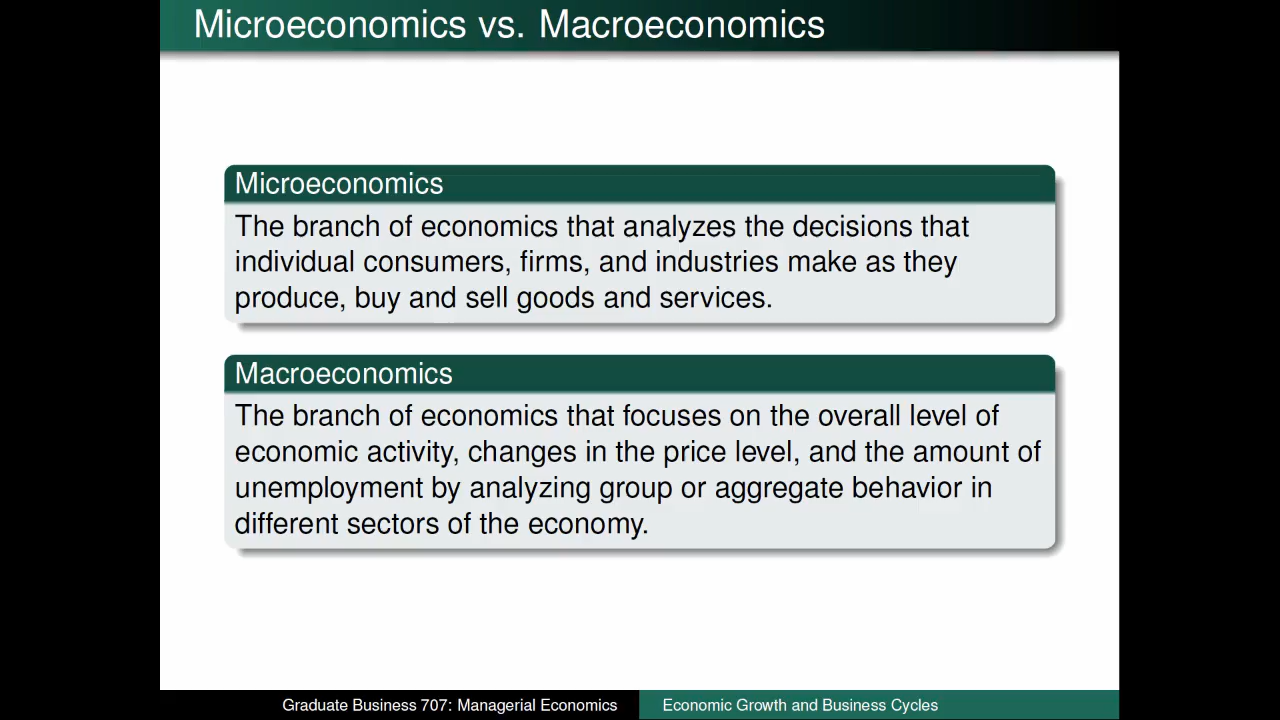 Microeconomics vs. Macroeconomics
Microeconomics
The branch of economics that analyzes the decisions that
individual consumers, firms, and industries make as they
produce, buy and sell goods and services.
Macroeconomics
The branch of economics that focuses on the overall level of
economic activity, changes in the price level, and the amount of
unemployment by analyzing group or aggregate behavior in
different sectors of the economy.
Graduate Business 707: Managerial Economics
Economic Growth and Business Cycles